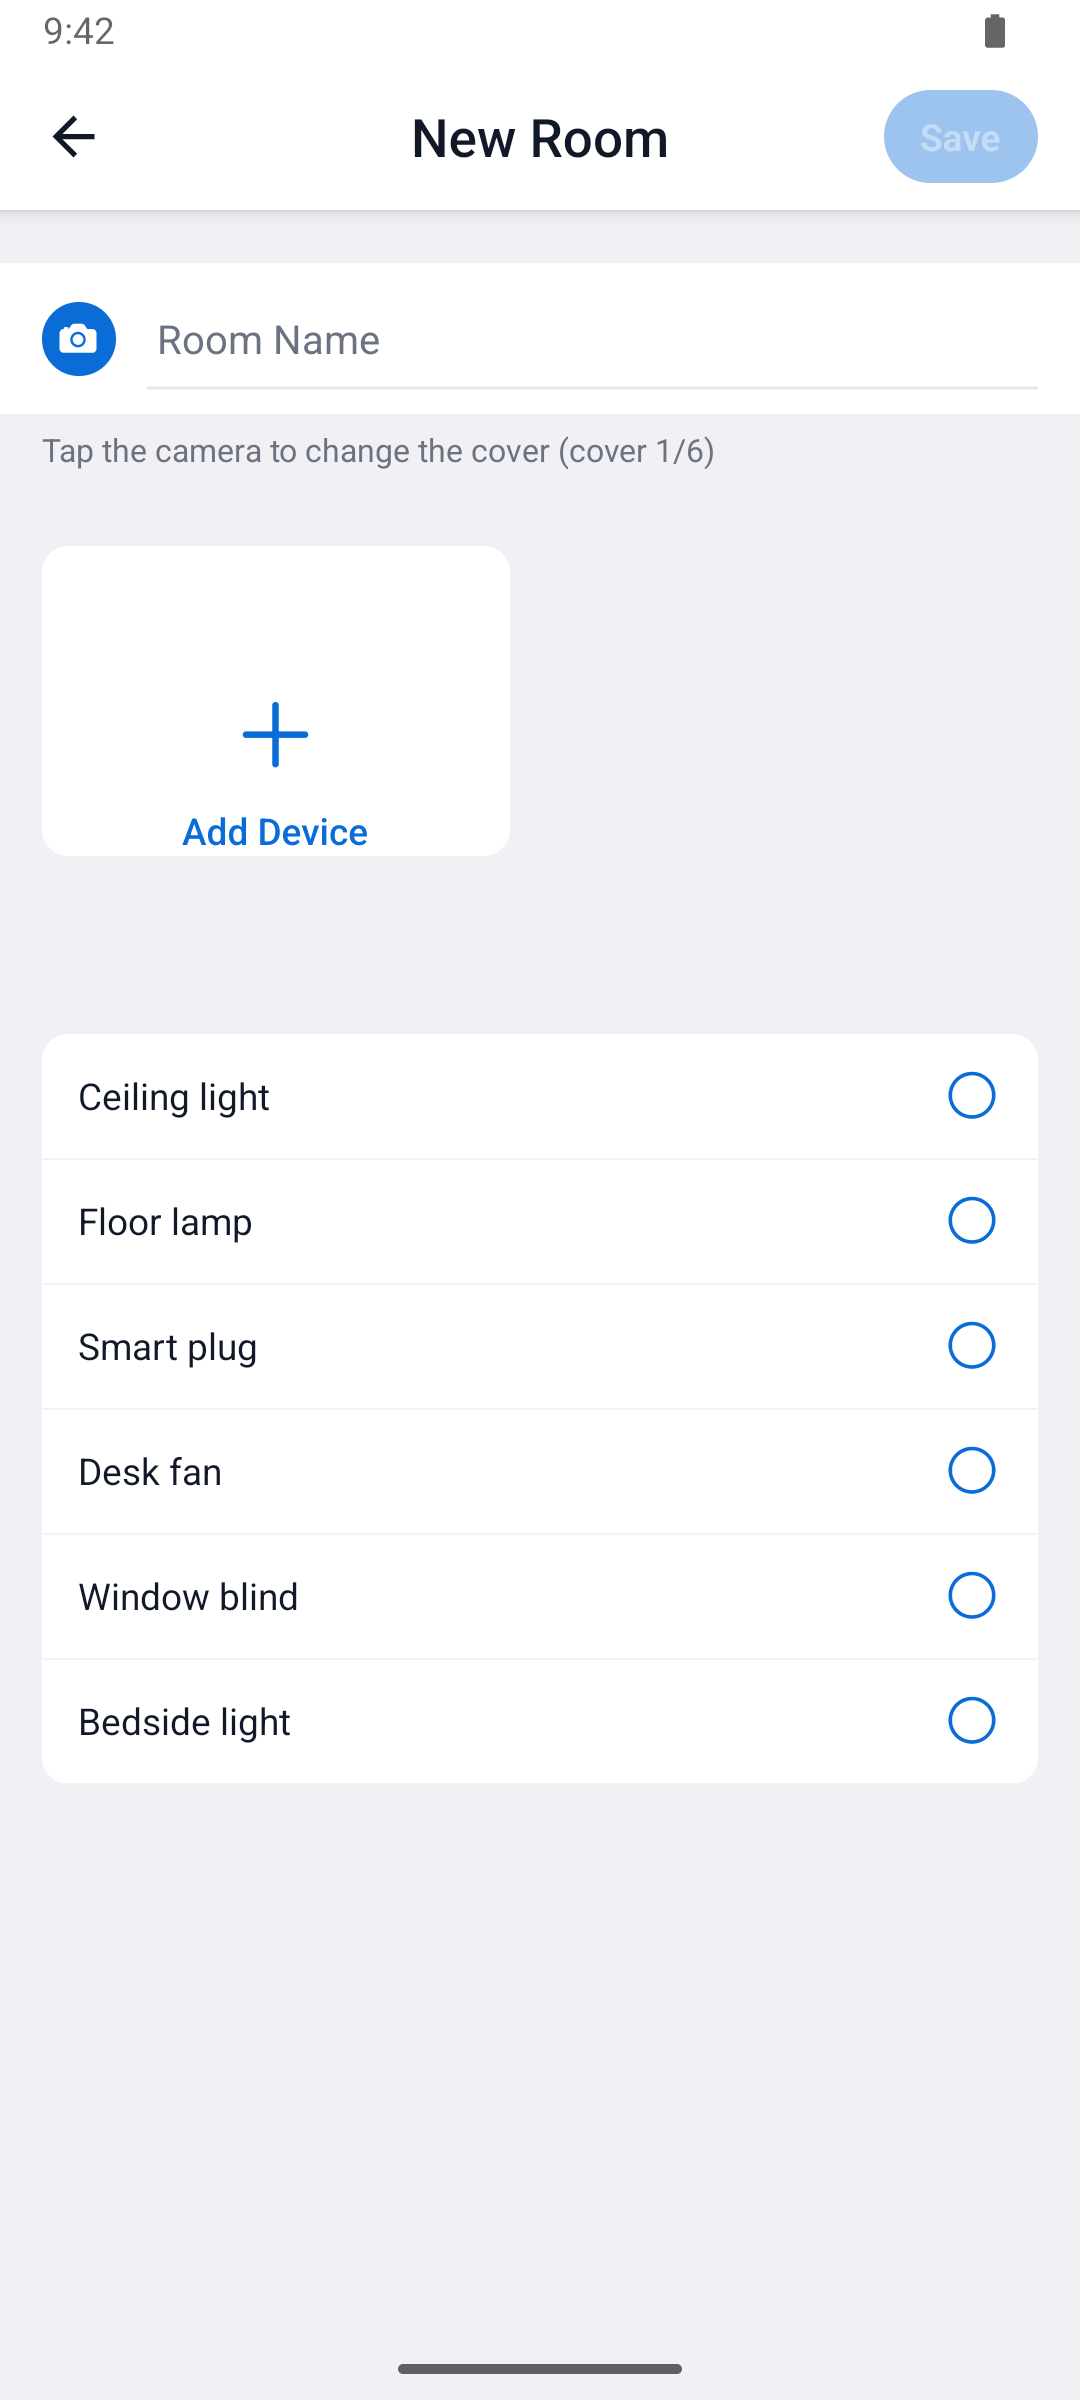 9:42
New Room
Save
Room Name
Tap the camera to change the cover (cover 1/6)
Add Device
Ceiling light
Floor lamp
Smart plug
Desk fan
Window blind
Bedside light